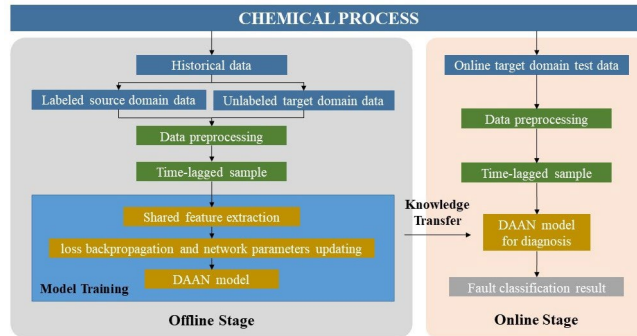 CHEMICAL PROCESS
Historical data
Labeled source domain data
Unlabeled target domain data
Data preprocessing
Time-lagged sample
Shared feature extraction
loss backpropagation and network parameters updating
DAAN model
Model Training
Offline Stage
Knowledge
Transfer
Online target domain test data
Data preprocessing
Time-lagged sample
DAAN model
for diagnosis
Fault classification result
Online Stage